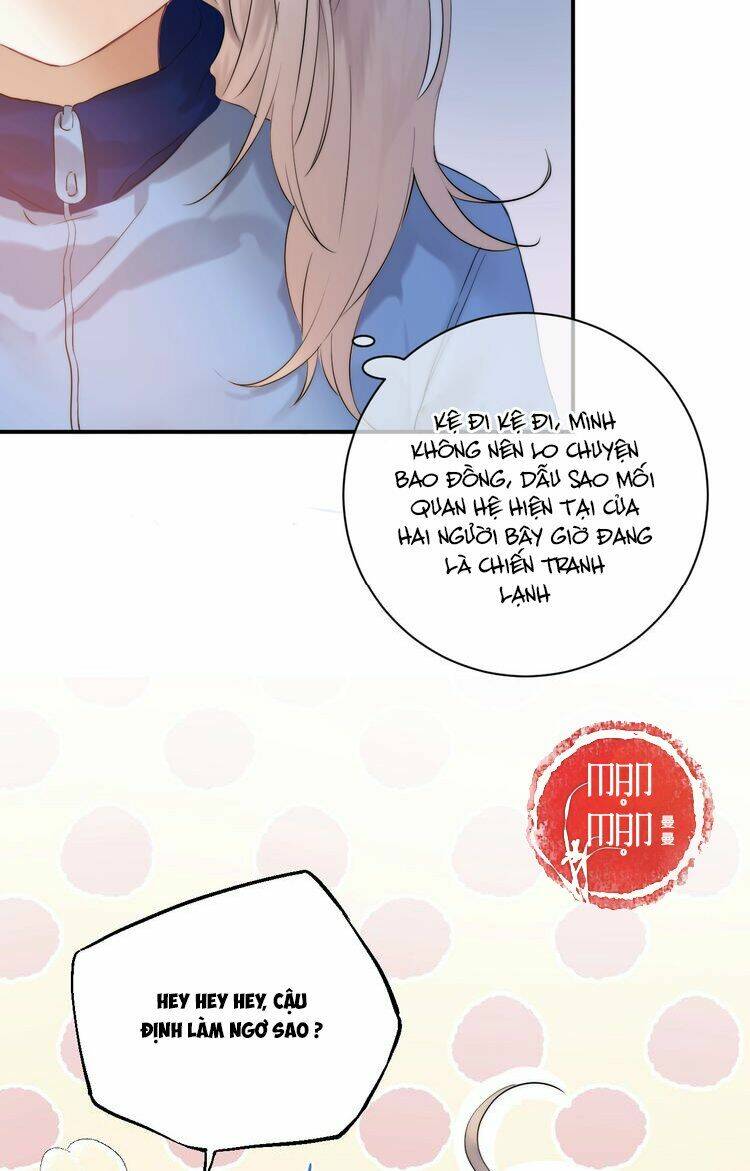 KỆ ĐI KỆ ĐI, MÌNH
KHÔNG NÊN LO CHUYỆN
BAO ĐỒNG, DẪU SAO MỐI
QUAN HỆ HIỆN TẠI CỦA
HAI NGƯỜI BÂY GIỜ ĐANG
LÀ CHIẾN TRANH
LẠNH
MẠN
MẠN
曼曼
HEY HEY HEY, CẬU
ĐỊNH LÀM NGƠ SAO ?